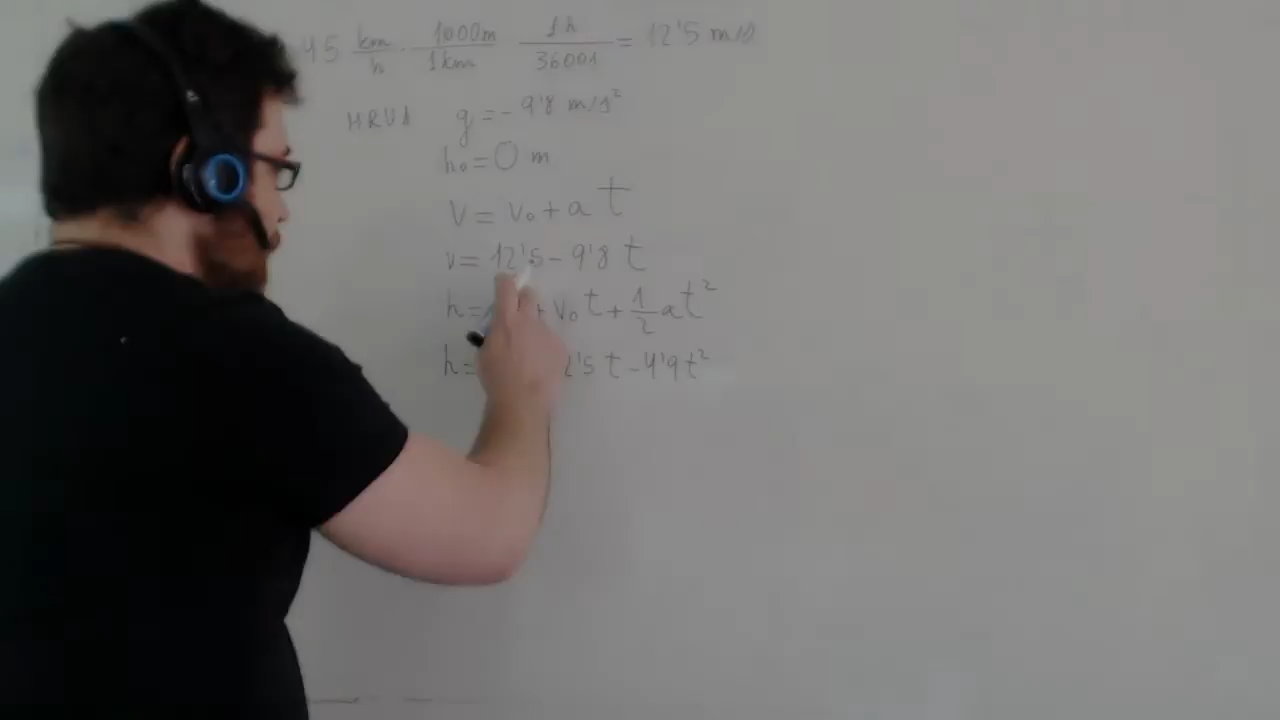 45 km/h · 1000m/1km 1h/3600s = 12'5 m/s
MRUA g = - 9'8 m/s²
h₀ = 0 m
v = v₀ + a t
v = 12'5 - 9'8 t
h = + v₀ t + 1/2 a t²
h = 2'5 t - 4'9 t²